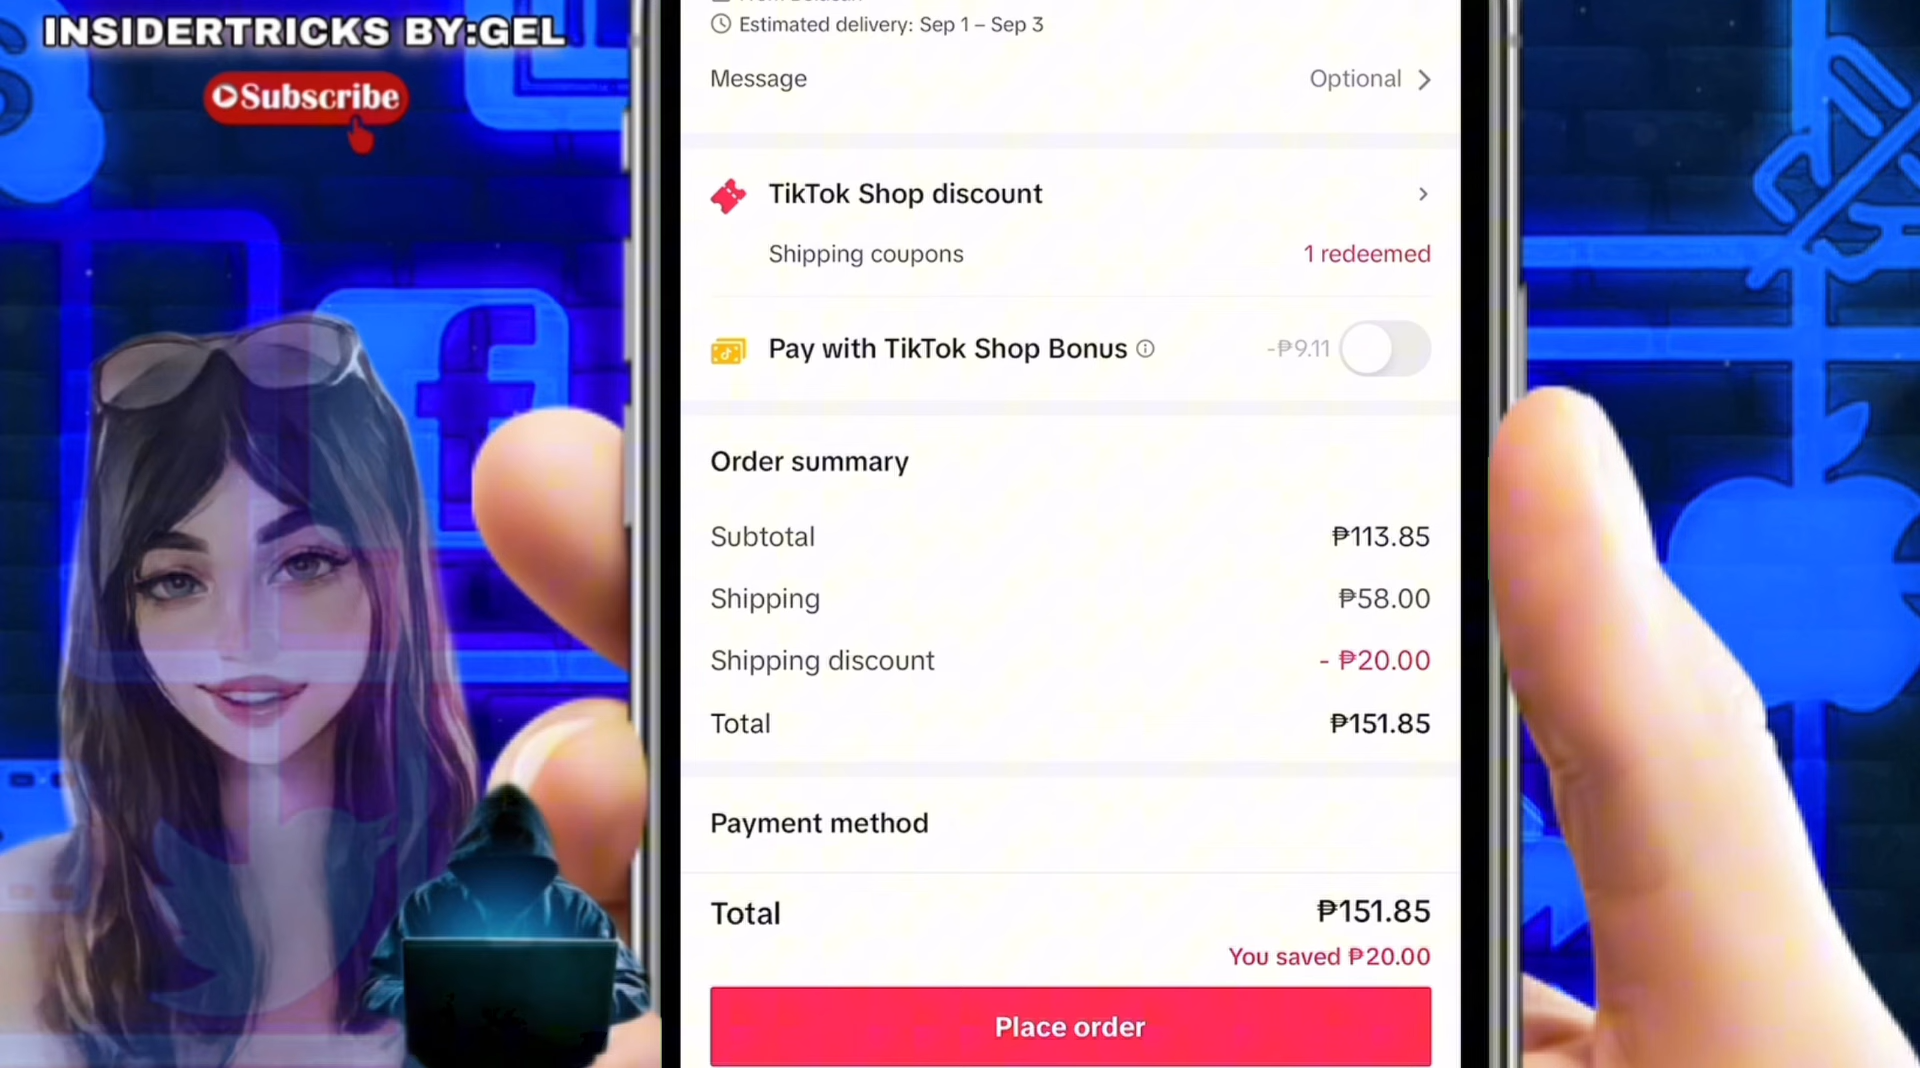 INSIDERTRICKS BY:GEL
Subscribe
Estimated delivery: Sep 1 – Sep 3
Message
Optional
TikTok Shop discount
Shipping coupons
1 redeemed
Pay with TikTok Shop Bonus
-₱9.11
Order summary
Subtotal
₱113.85
Shipping
₱58.00
Shipping discount
- ₱20.00
Total
₱151.85
Payment method
Total
₱151.85
You saved ₱20.00
Place order